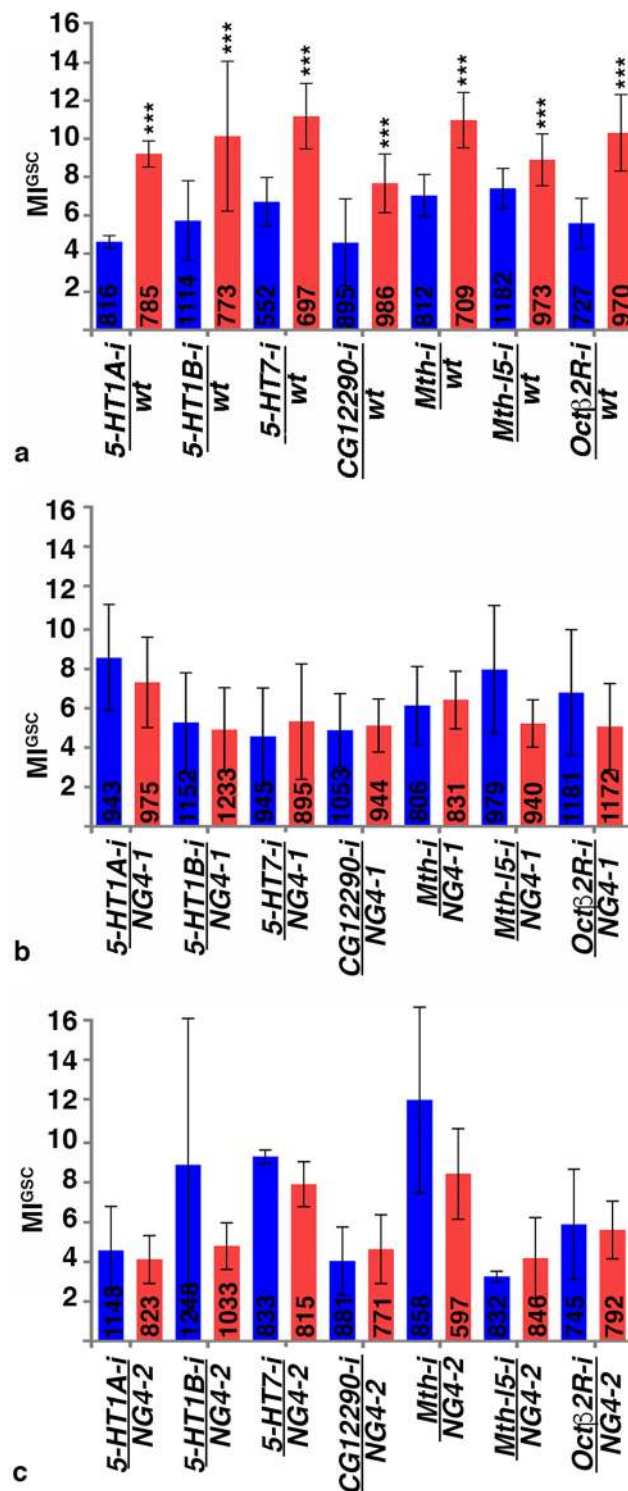 16
14
12
10
8
6
4
2
MI^GSC
*** *** *** *** *** *** ***
816 785 1114 773 552 697 895 986 812 709 1182 973 727 970
5-HT1A-i 5-HT1B-i 5-HT7-i CG12290-i Mth-i Mth-l5-i Octβ2R-i
wt wt wt wt wt wt wt
a
16
14
12
10
8
6
4
2
MI^GSC
943 975 1152 1233 945 895 1053 944 806 831 979 940 1181 1172
5-HT1A-i 5-HT1B-i 5-HT7-i CG12290-i Mth-i Mth-l5-i Octβ2R-i
NG4-1 NG4-1 NG4-1 NG4-1 NG4-1 NG4-1 NG4-1
b
16
14
12
10
8
6
4
2
MI^GSC
1148 823 1248 1033 833 815 881 771 858 597 832 846 745 792
5-HT1A-i 5-HT1B-i 5-HT7-i CG12290-i Mth-i Mth-l5-i Octβ2R-i
NG4-2 NG4-2 NG4-2 NG4-2 NG4-2 NG4-2 NG4-2
c